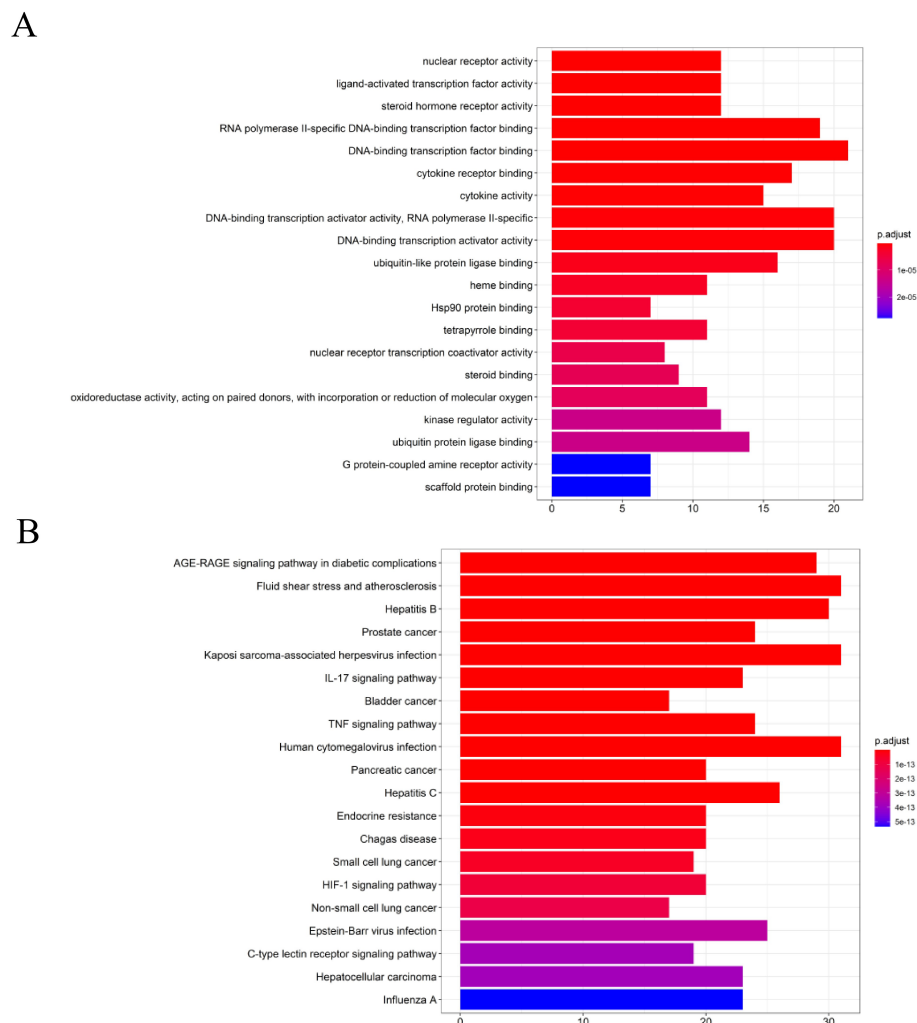 A
nuclear receptor activity
ligand-activated transcription factor activity
steroid hormone receptor activity
RNA polymerase II-specific DNA-binding transcription factor binding
DNA-binding transcription factor binding
cytokine receptor binding
cytokine activity
DNA-binding transcription activator activity, RNA polymerase II-specific
DNA-binding transcription activator activity
ubiquitin-like protein ligase binding
heme binding
Hsp90 protein binding
tetrapyrrole binding
nuclear receptor transcription coactivator activity
steroid binding
oxidoreductase activity, acting on paired donors, with incorporation or reduction of molecular oxygen
kinase regulator activity
ubiquitin protein ligase binding
G protein-coupled amine receptor activity
scaffold protein binding
0 5 10 15 20
p.adjust
1e-05
2e-05
B
AGE-RAGE signaling pathway in diabetic complications
Fluid shear stress and atherosclerosis
Hepatitis B
Prostate cancer
Kaposi sarcoma-associated herpesvirus infection
IL-17 signaling pathway
Bladder cancer
TNF signaling pathway
Human cytomegalovirus infection
Pancreatic cancer
Hepatitis C
Endocrine resistance
Chagas disease
Small cell lung cancer
HIF-1 signaling pathway
Non-small cell lung cancer
Epstein-Barr virus infection
C-type lectin receptor signaling pathway
Hepatocellular carcinoma
Influenza A
0 10 20 30
p.adjust
1e-13
2e-13
3e-13
4e-13
5e-13